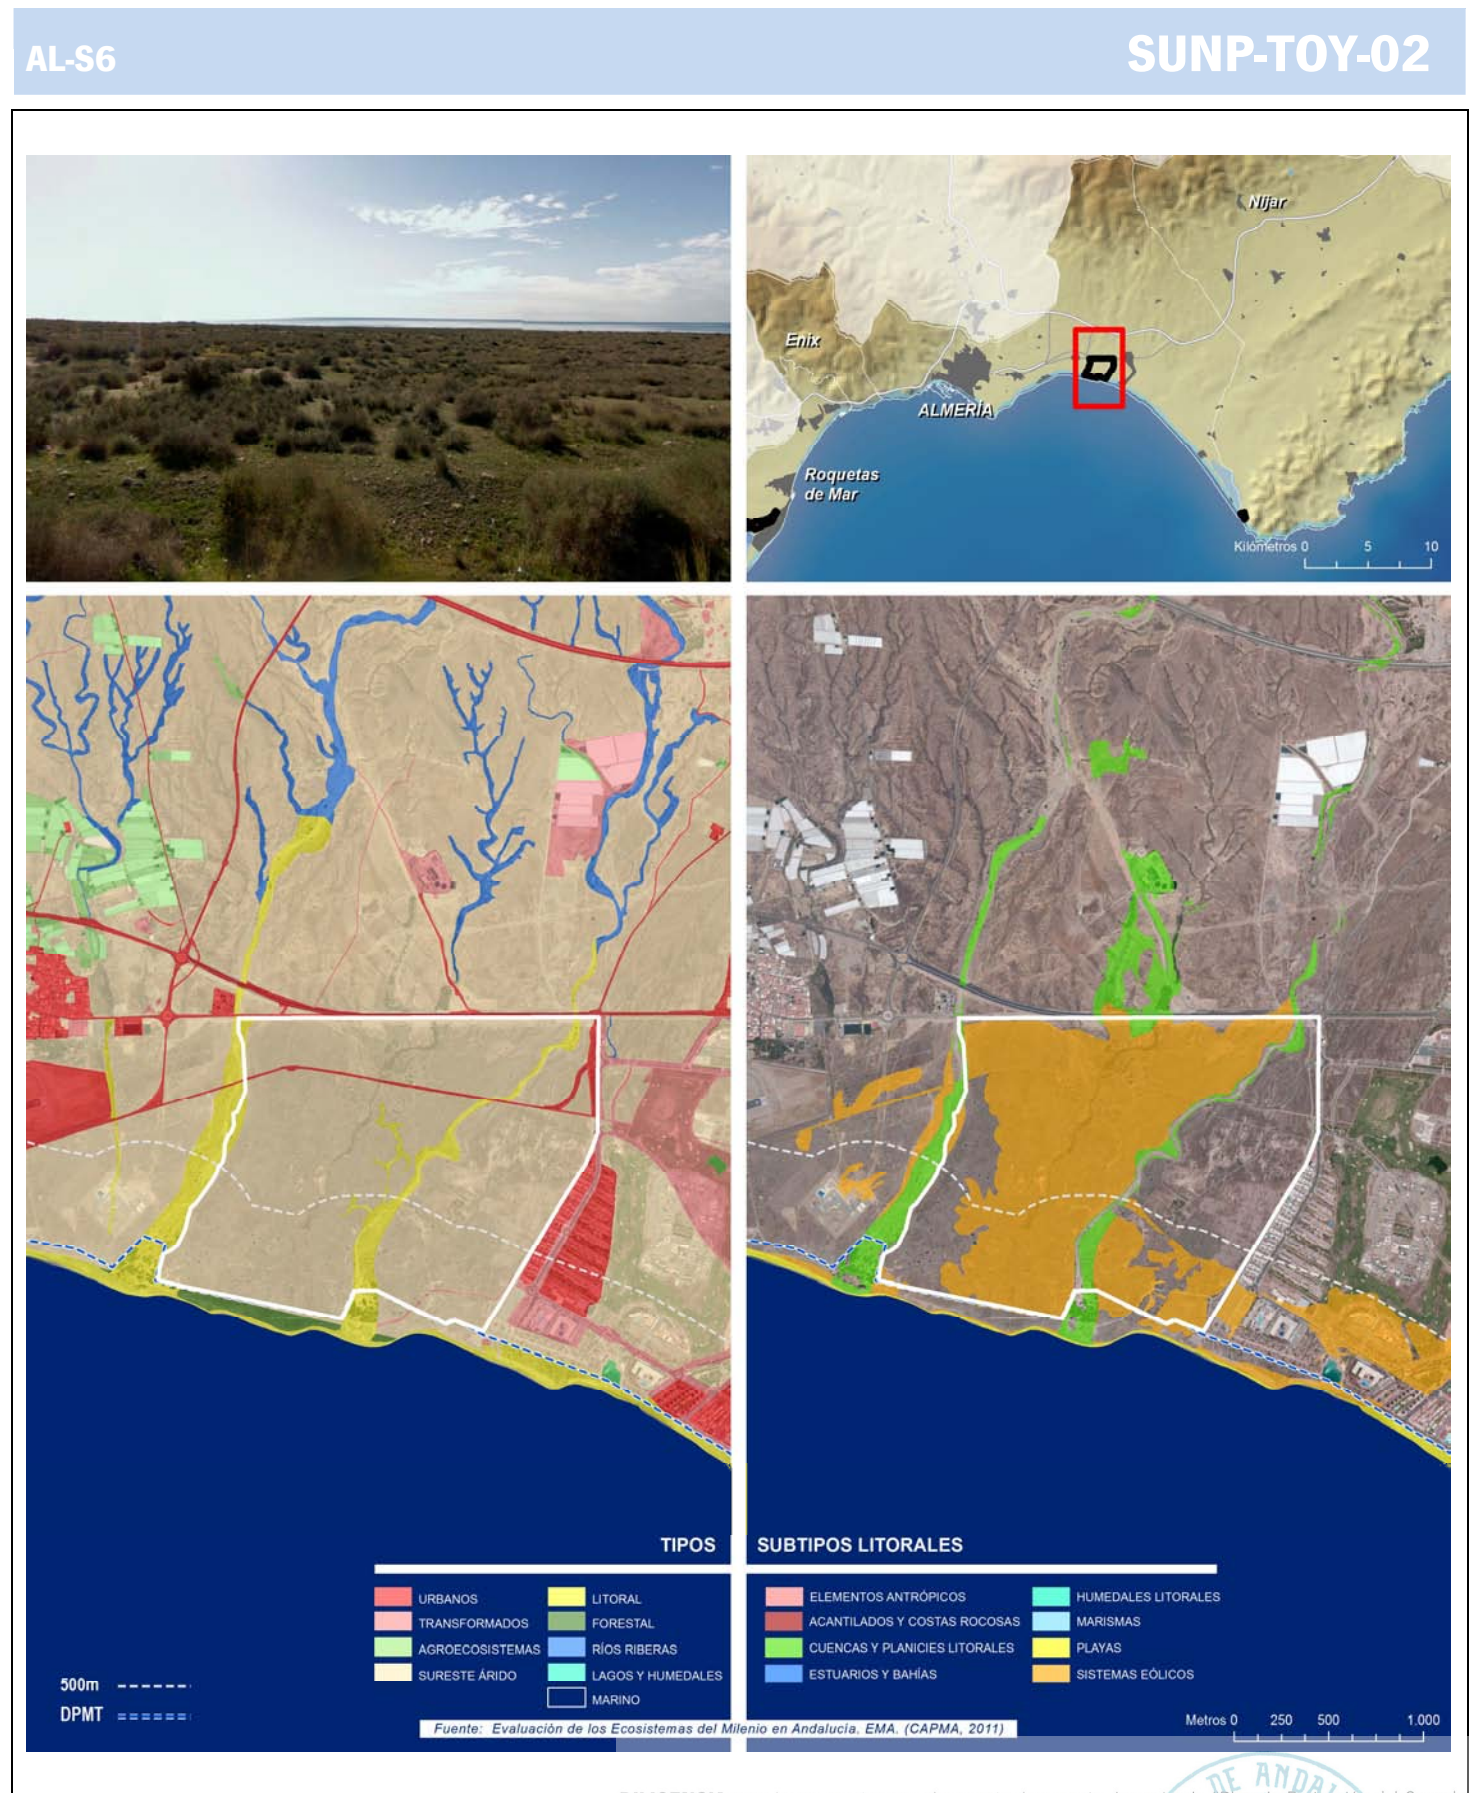 AL-S6
SUNP-TOY-02
Níjar
Enix
ALMERÍA
Roquetas
de Mar
Kilómetros 0 5 10
TIPOS
URBANOS
TRANSFORMADOS
AGROECOSISTEMAS
SURESTE ÁRIDO
LITORAL
FORESTAL
RÍOS RIBERAS
LAGOS Y HUMEDALES
MARINO
500m
DPMT
SUBTIPOS LITORALES
ELEMENTOS ANTRÓPICOS
ACANTILADOS Y COSTAS ROCOSAS
CUENCAS Y PLANICIES LITORALES
ESTUARIOS Y BAHÍAS
HUMEDALES LITORALES
MARISMAS
PLAYAS
SISTEMAS EÓLICOS
Fuente: Evaluación de los Ecosistemas del Milenio en Andalucía. EMA. (CAPMA, 2011)
Metros 0 250 500 1.000
DE ANDAL